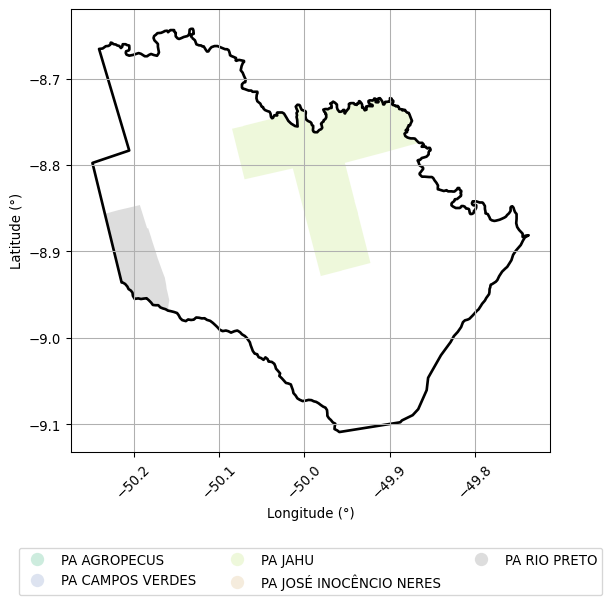 −8.7
−8.8
−8.9
−9.0
−9.1
Latitude (°)
−50.2
−50.1
−50.0
−49.9
−49.8
Longitude (°)
PA AGROPECUS
PA CAMPOS VERDES
PA JAHU
PA JOSÉ INOCÊNCIO NERES
PA RIO PRETO